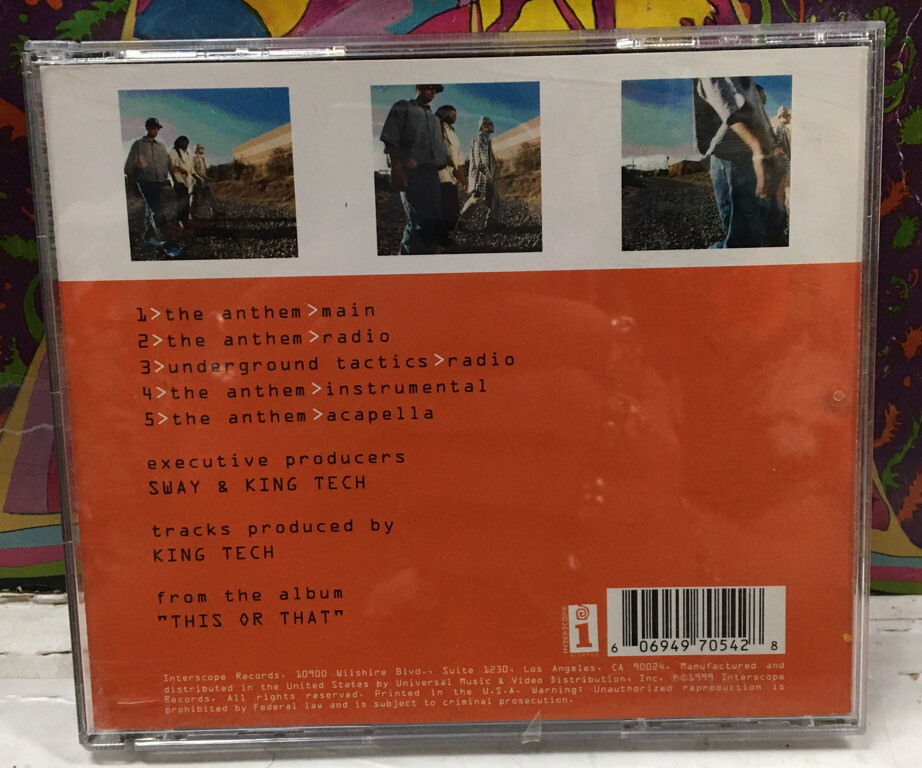 1>the anthem>main
2>the anthem>radio
3>underground tactics>radio
4>the anthem>instrumental
5>the anthem>acapella
executive producers
SWAY & KING TECH
tracks produced by
KING TECH
from the album
"THIS OR THAT"
INTERSCOPE
i
6 06949 70542 8
Interscope Records. 10900 Wilshire Blvd., Suite 1230, Los Angeles, CA 90024. Manufactured and
distributed in the United States by Universal Music & Video Distribution, Inc. ℗©1999 Interscope
Records. All rights reserved. Printed in the U.S.A. Warning: Unauthorized reproduction is
prohibited by Federal law and is subject to criminal prosecution.